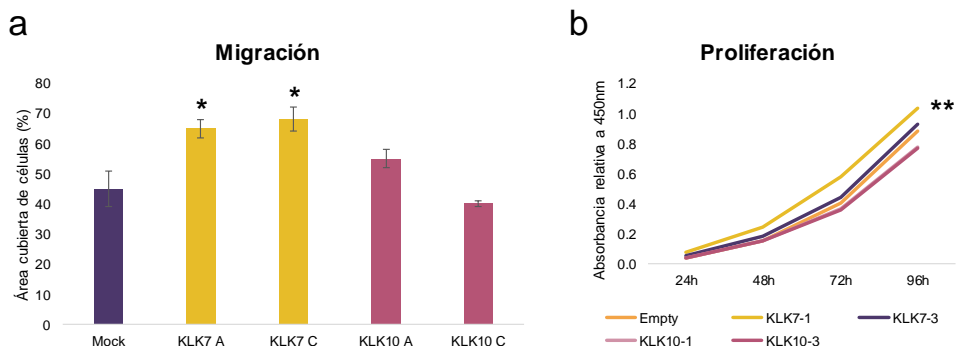 a
Migración
Área cubierta de células (%)
80
70
60
50
40
30
20
10
0
* *
Mock KLK7 A KLK7 C KLK10 A KLK10 C
b
Proliferación
Absorbancia relativa a 450nm
1.2
1.0
0.8
0.6
0.4
0.2
0.0
**
24h 48h 72h 96h
Empty KLK7-1 KLK7-3
KLK10-1 KLK10-3